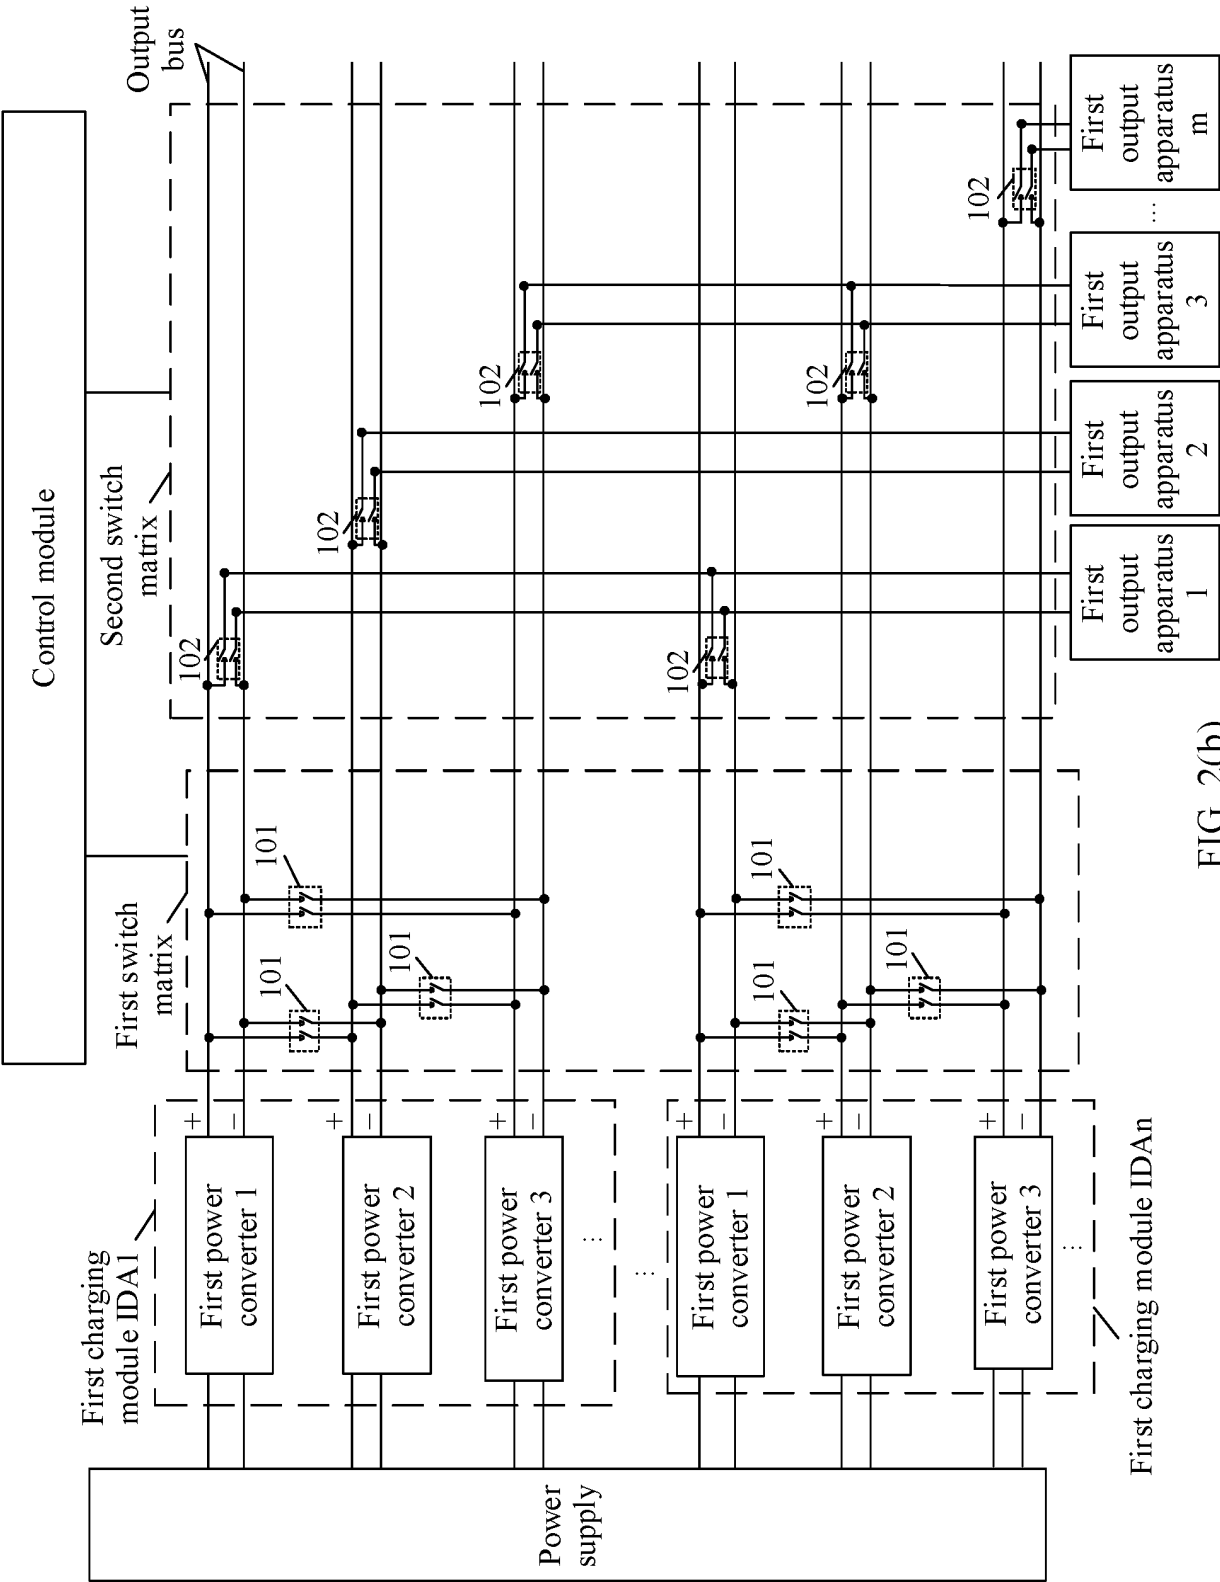 Control module
Output
bus
Second switch
matrix
First switch
matrix
102
102
102
102
102
102
101
101
101
101
101
101
First charging
module IDA1
+
−
+
−
+
−
+
−
+
−
+
−
First power
converter 1
First power
converter 2
First power
converter 3
...
...
First power
converter 1
First power
converter 2
First power
converter 3
...
First charging module IDAn
Power
supply
First
output
apparatus
1
First
output
apparatus
2
First
output
apparatus
3
...
First
output
apparatus
m
FIG. 2(b)